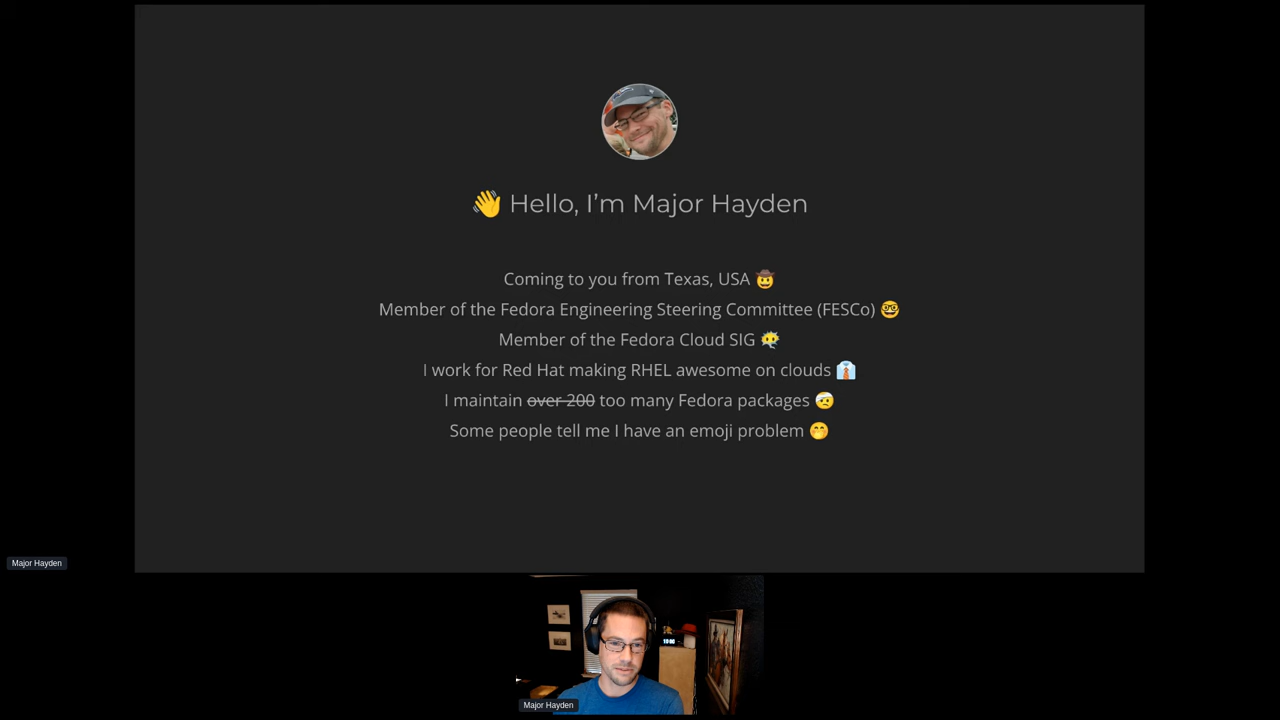 👋 Hello, I’m Major Hayden
Coming to you from Texas, USA 🤠
Member of the Fedora Engineering Steering Committee (FESCo) 🤓
Member of the Fedora Cloud SIG 😶‍🌫️
I work for Red Hat making RHEL awesome on clouds 👔
I maintain over 200 too many Fedora packages 🤕
Some people tell me I have an emoji problem 🤭
Major Hayden
Major Hayden